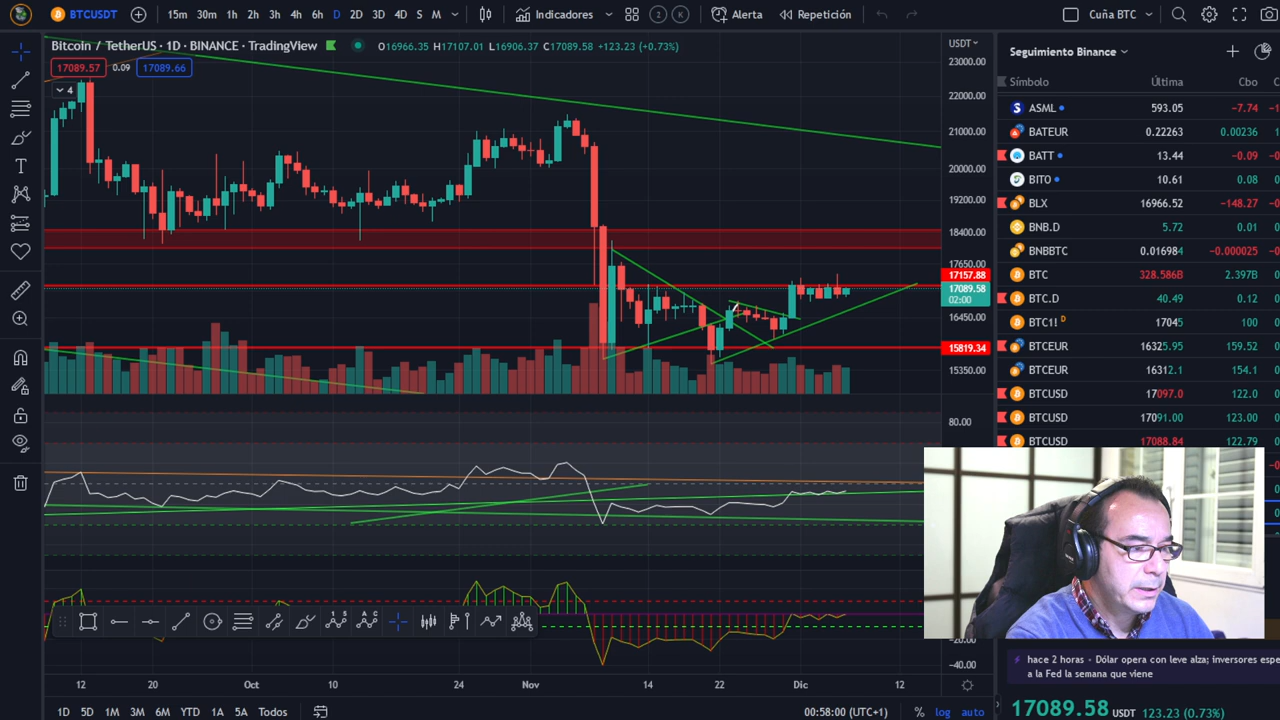 BTCUSDT
15m 30m 1h 2h 3h 4h 6h D 2D 3D 4D S M
Indicadores
2 K
Alerta
Repetición
Cuña BTC
Bitcoin / TetherUS · 1D · BINANCE · TradingView
O16966.35 H17107.01 L16906.37 C17089.58 +123.23 (+0.73%)
17089.57 0.09 17089.66
4
USDT
23000.00
22000.00
21000.00
20000.00
19200.00
18400.00
17650.00
17157.88
17089.58
02:00
16450.00
15819.34
15350.00
80.00
-20.00
-40.00
12 20 Oct 10 24 Nov 14 22 Dic 12
1D 5D 1M 3M 6M YTD 1A 5A Todos
00:58:00 (UTC+1) % log auto
Seguimiento Binance
Símbolo Última Cbo
ASML 593.05 -7.74
BATEUR 0.22263 0.00236
BATT 13.44 -0.09
BITO 10.61 0.08
BLX 16966.52 -148.27
BNB.D 5.72 0.01
BNBBTC 0.016984 -0.000025
BTC 328.586B 2.397B
BTC.D 40.49 0.12
BTC1! D 17045 100
BTCEUR 16325.95 159.52
BTCEUR 16312.1 154.1
BTCUSD 17097.0 122.0
BTCUSD 17091.00 123.00
BTCUSD 17088.84 122.79
hace 2 horas · Dólar opera con leve alza; inversores
a la Fed la semana que viene
17089.58 USDT 123.23 (0.73%)